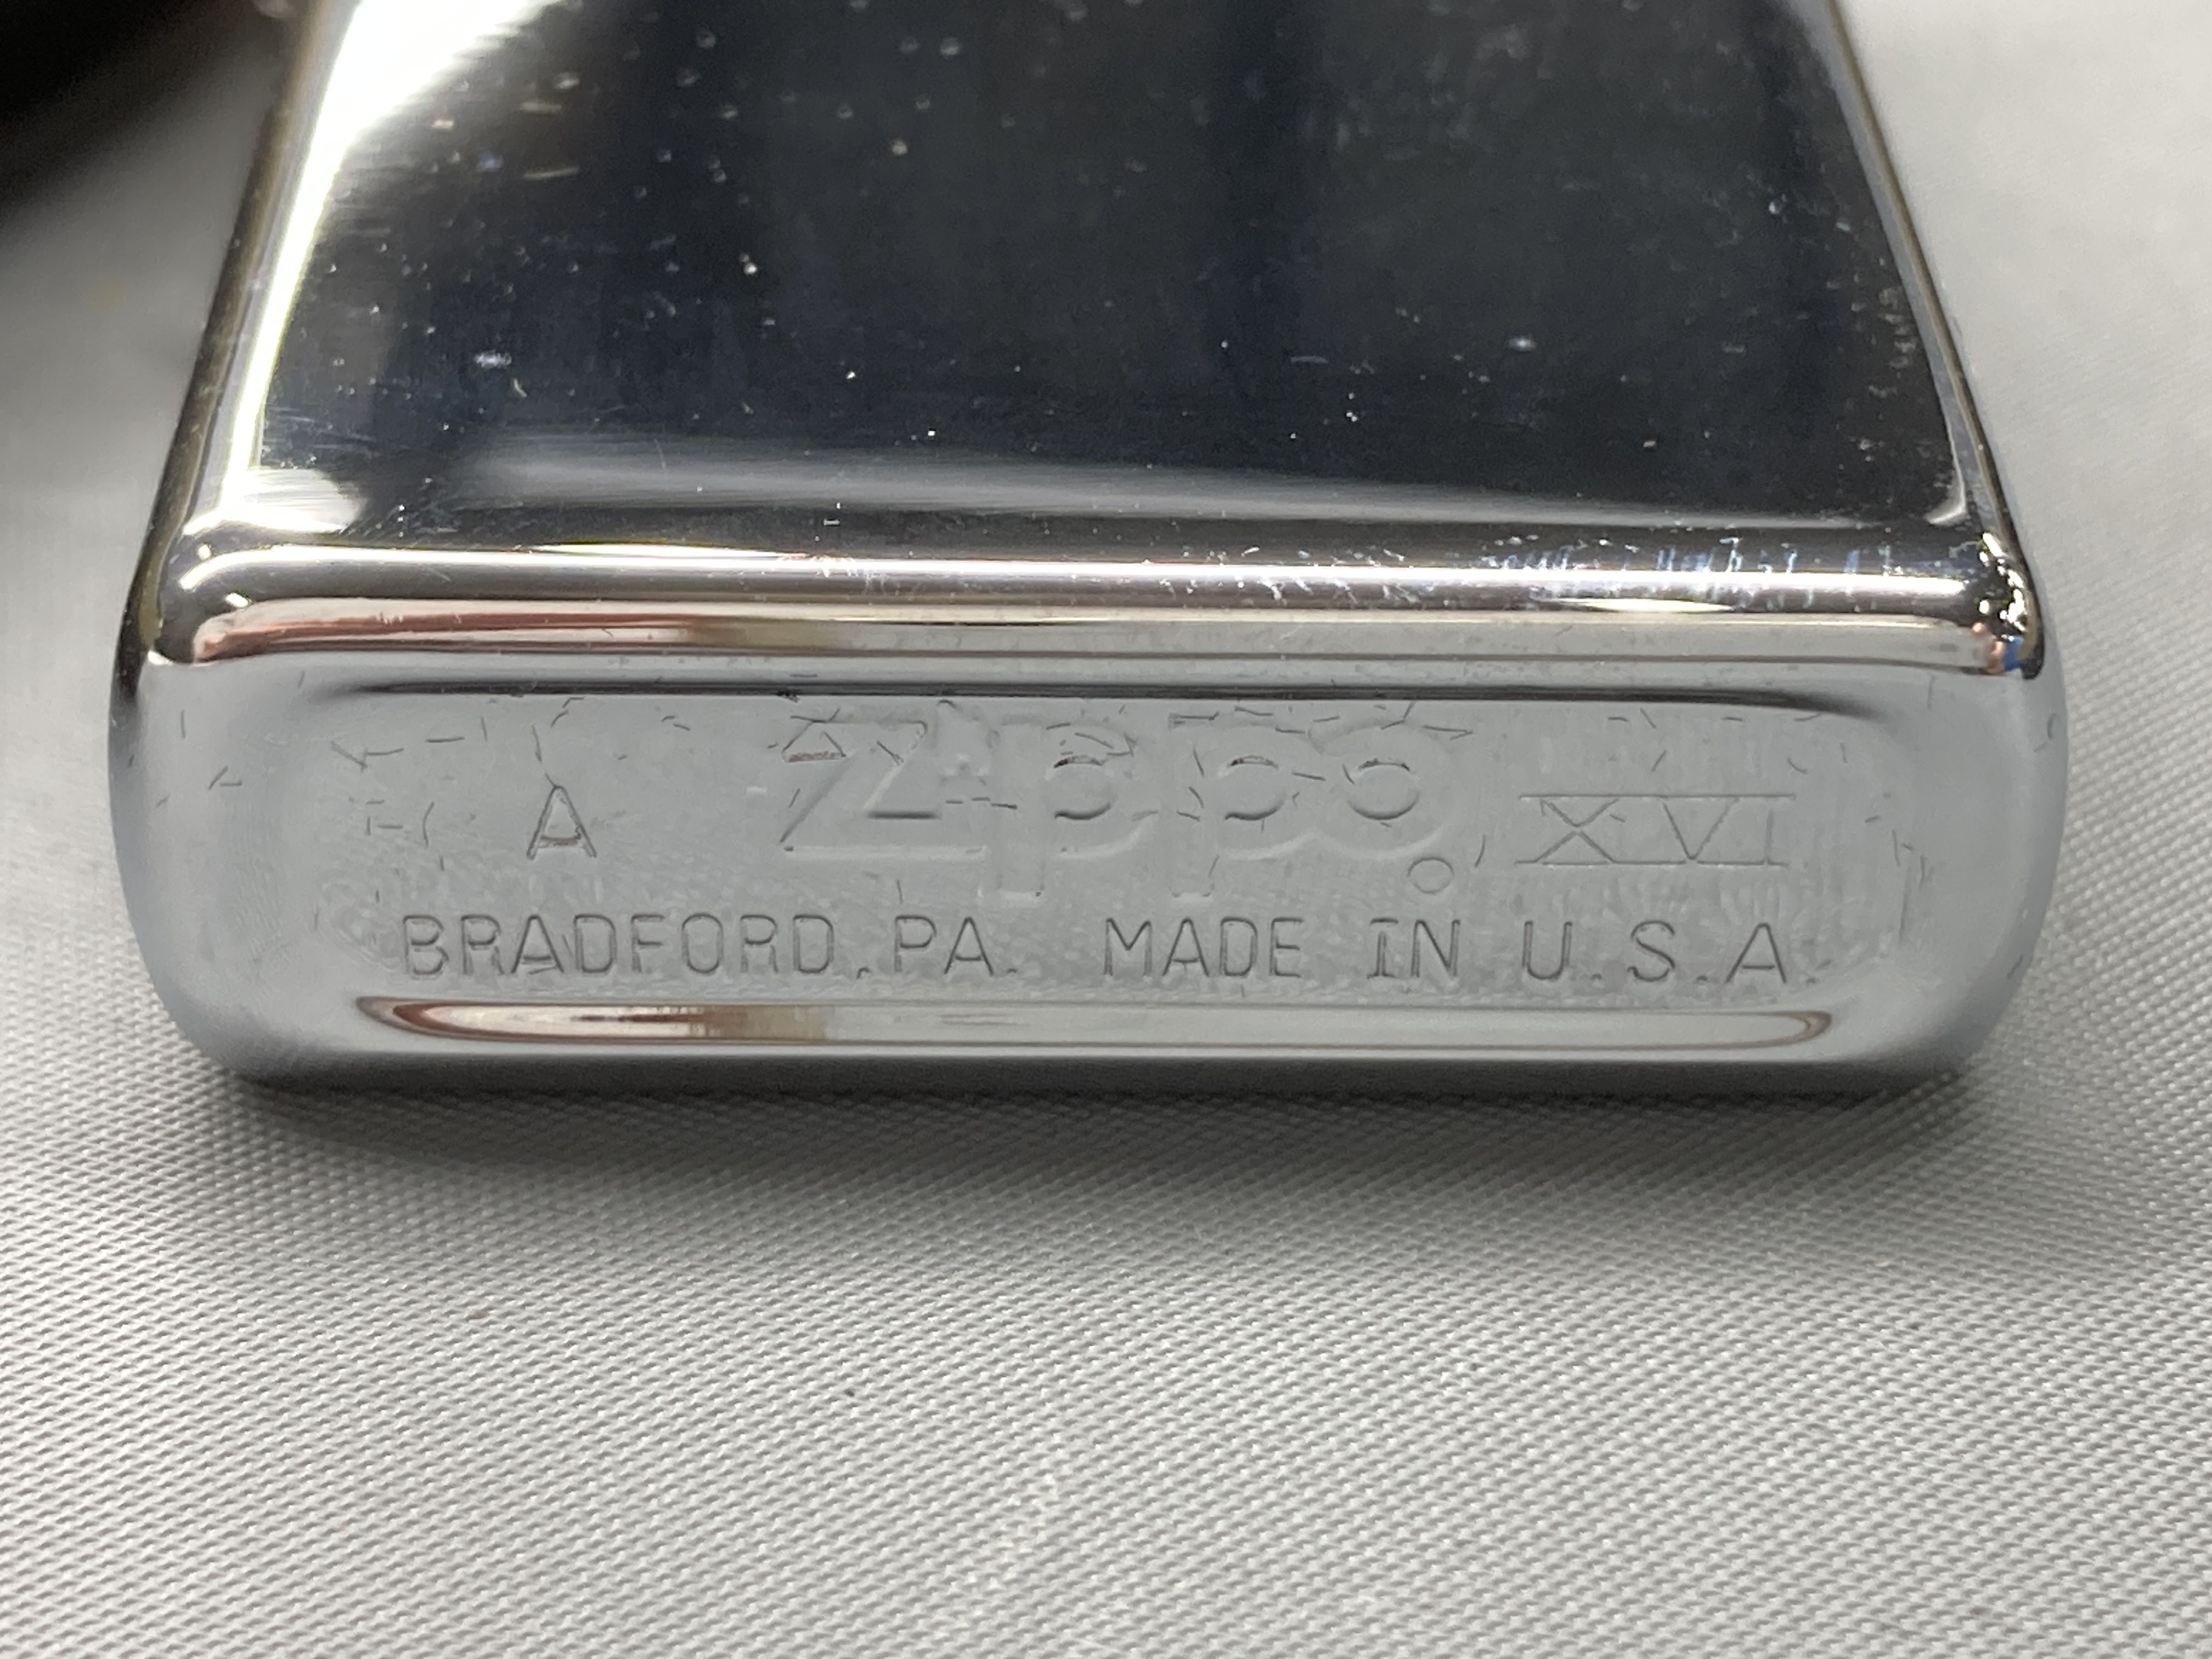 A Zippo XVI
BRADFORD,PA. MADE IN U.S.A.